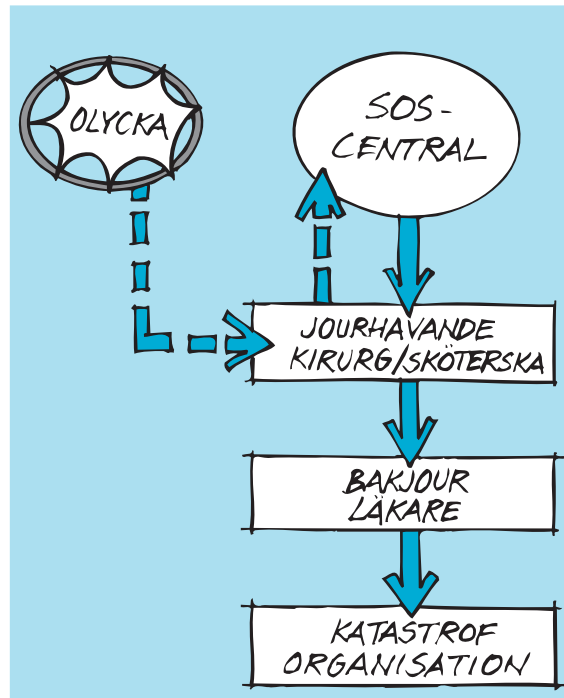 OLYCKA
SOS-
CENTRAL
JOURHAVANDE
KIRURG/SKÖTERSKA
BAKJOUR
LÄKARE
KATASTROF
ORGANISATION